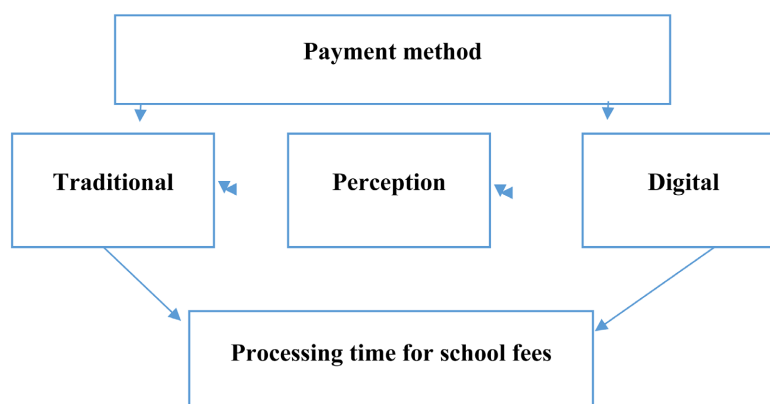 Payment method
Traditional
Perception
Digital
Processing time for school fees